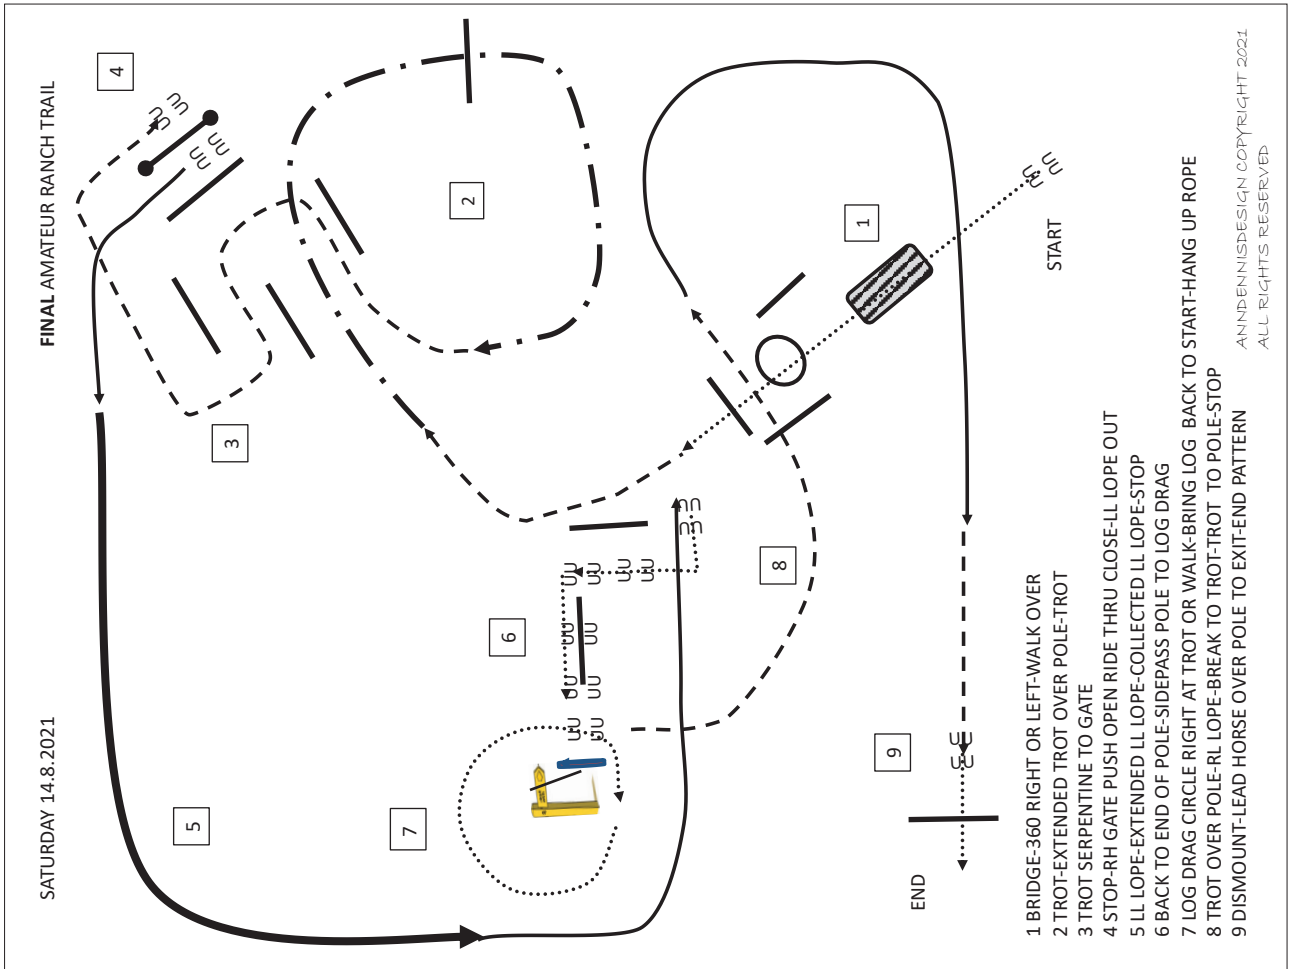 SATURDAY 14.8.2021
FINAL AMATEUR RANCH TRAIL
4
2
1
3
5
6
7
8
9
START
END
1 BRIDGE-360 RIGHT OR LEFT-WALK OVER
2 TROT-EXTENDED TROT OVER POLE-TROT
3 TROT SERPENTINE TO GATE
4 STOP-RH GATE PUSH OPEN RIDE THRU CLOSE-LL LOPE OUT
5 LL LOPE-EXTENDED LL LOPE-COLLECTED LL LOPE-STOP
6 BACK TO END OF POLE-SIDEPASS POLE TO LOG DRAG
7 LOG DRAG CIRCLE RIGHT AT TROT OR WALK-BRING LOG BACK TO START-HANG UP ROPE
8 TROT OVER POLE-RL LOPE-BREAK TO TROT-TROT TO POLE-STOP
9 DISMOUNT-LEAD HORSE OVER POLE TO EXIT-END PATTERN
ANNDENNISDESIGN COPYRIGHT 2021
ALL RIGHTS RESERVED